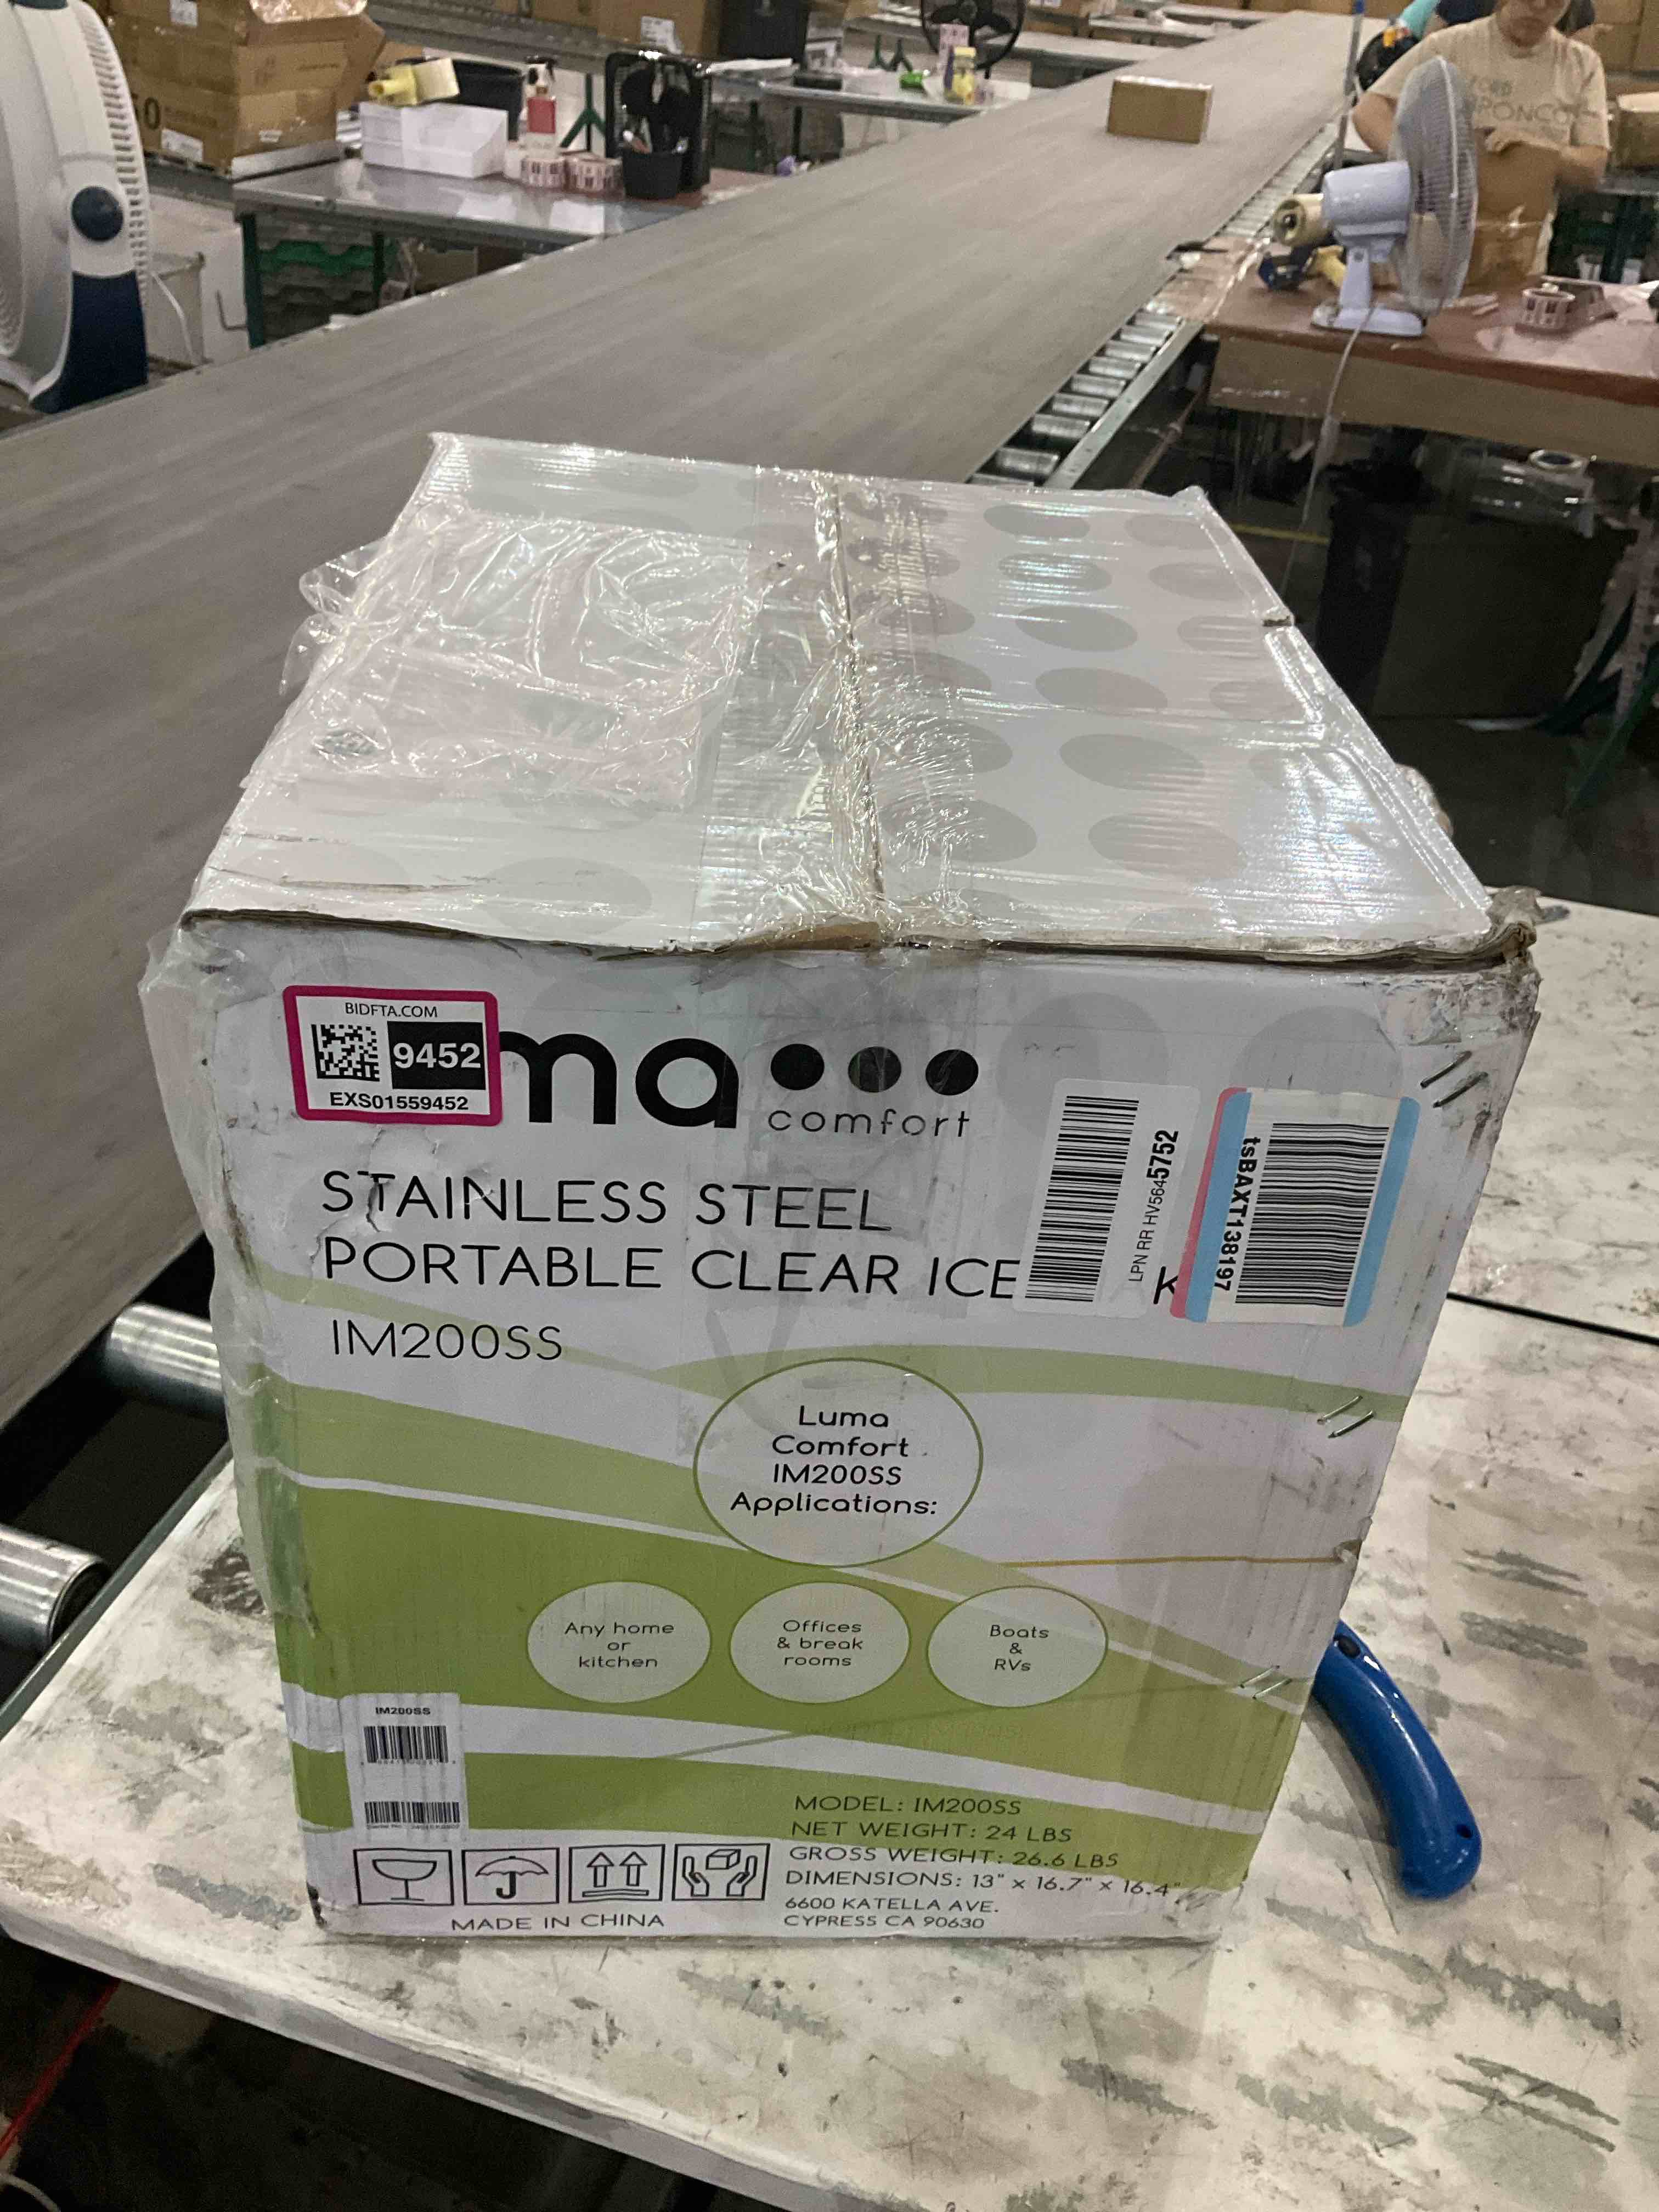 BIDFTA.COM
9452
EXS01559452
ma
comfort
STAINLESS STEEL
PORTABLE CLEAR ICE
K
IM200SS
LPN RR HV5645752
tsBAXT138197
Luma
Comfort
IM200SS
Applications:
Any home
or
kitchen
Offices
& break
rooms
Boats
&
RVs
IM200SS
MODEL: IM200SS
NET WEIGHT: 24 LBS
GROSS WEIGHT: 26.6 LBS
DIMENSIONS: 13" x 16.7" x 16.4"
6600 KATELLA AVE.
CYPRESS CA 90630
MADE IN CHINA